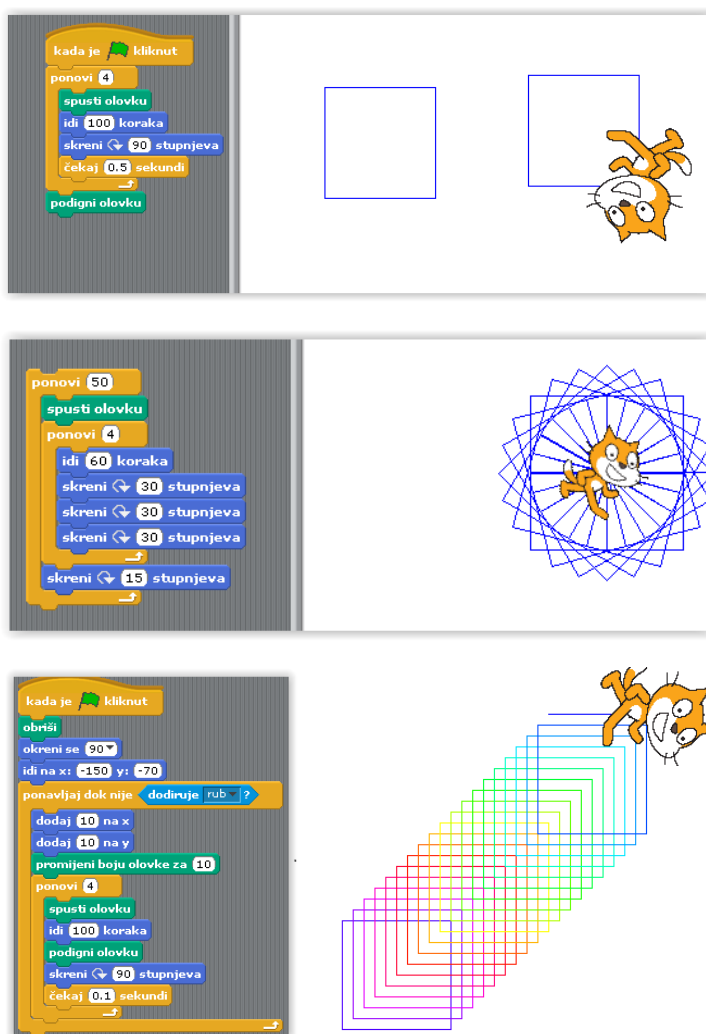 kada je kliknut
ponovi 4
spusti olovku
idi 100 koraka
skreni 90 stupnjeva
čekaj 0.5 sekundi
podigni olovku
ponovi 50
spusti olovku
ponovi 4
idi 60 koraka
skreni 30 stupnjeva
skreni 30 stupnjeva
skreni 30 stupnjeva
skreni 15 stupnjeva
kada je kliknut
obriši
okreni se 90
idi na x: -150 y: -70
ponavljaj dok nije dodiruje rub ?
dodaj 10 na x
dodaj 10 na y
promijeni boju olovke za 10
ponovi 4
spusti olovku
idi 100 koraka
podigni olovku
skreni 90 stupnjeva
čekaj 0.1 sekundi